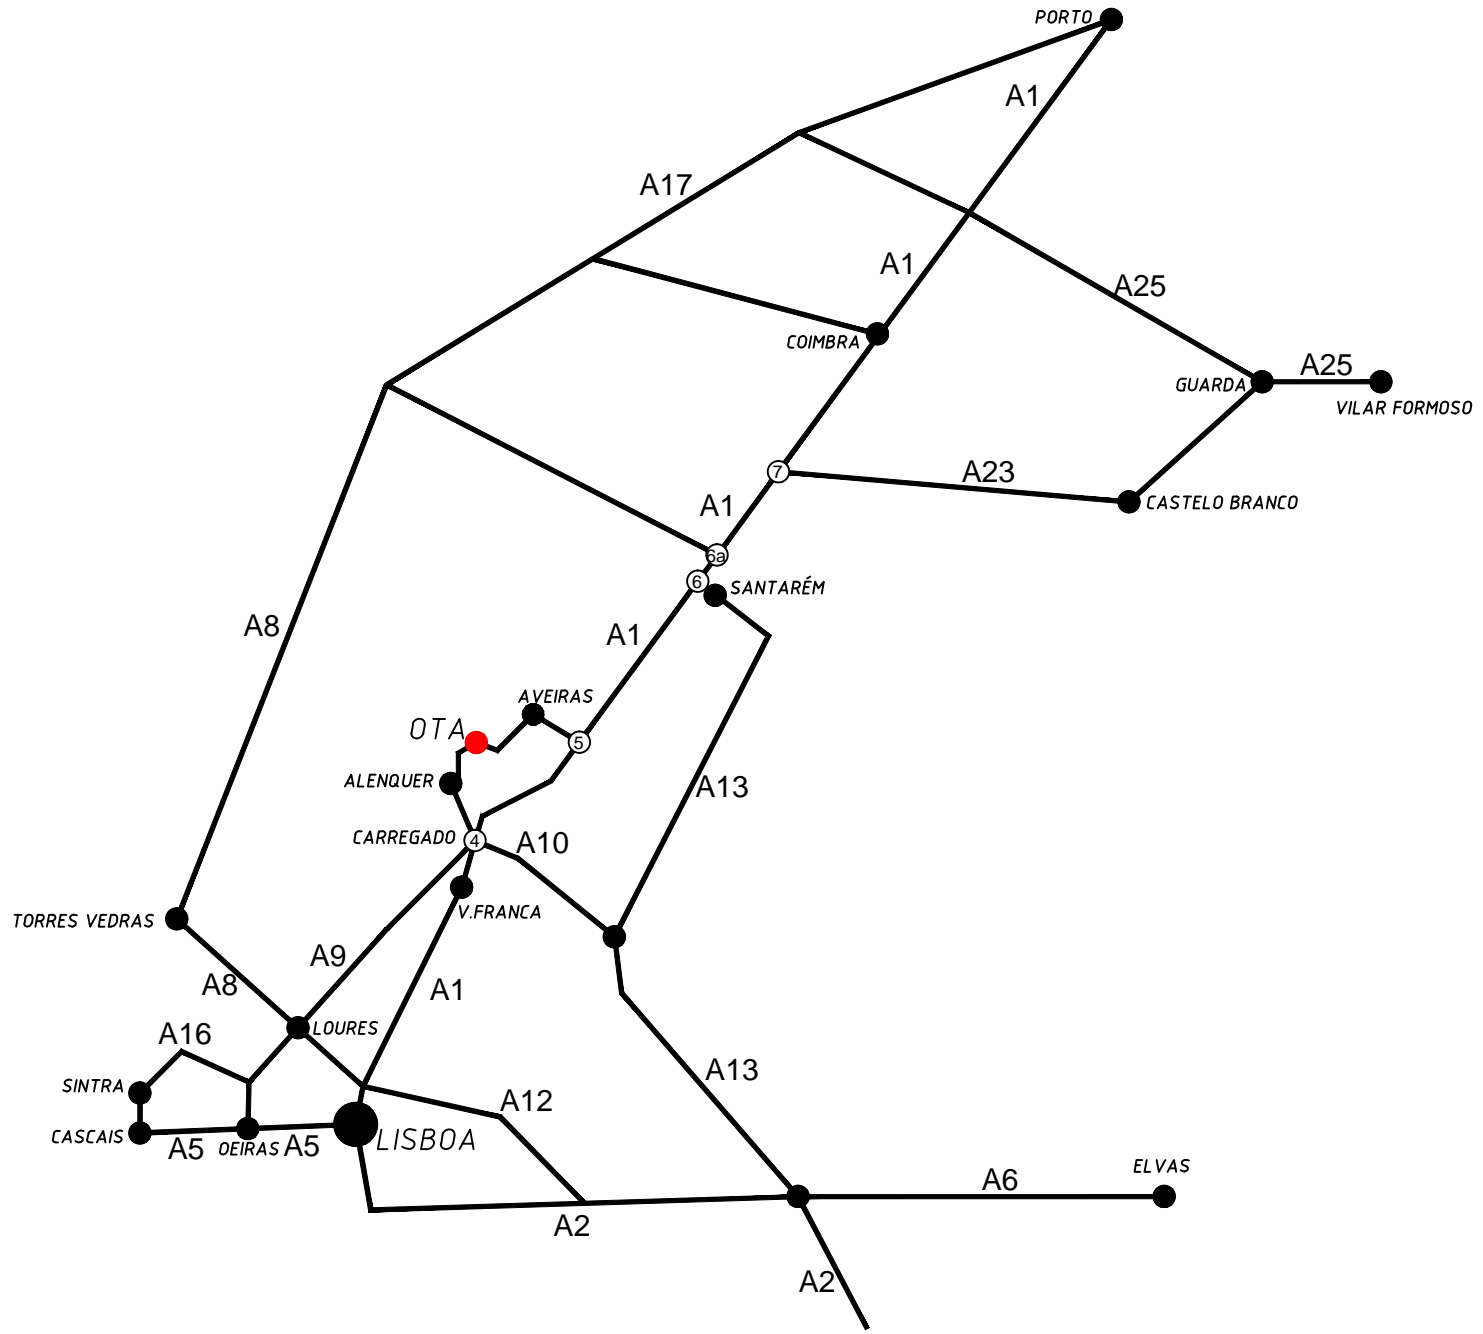 PORTO
A1
A17
A1
A25
COIMBRA
A25
GUARDA
VILAR FORMOSO
7
A23
A1
CASTELO BRANCO
6a
6
SANTARÉM
A8
A1
AVEIRAS
OTA
5
ALENQUER
A13
CARREGADO
4
A10
V.FRANCA
TORRES VEDRAS
A9
A8
A1
LOURES
A16
SINTRA
A13
A12
CASCAIS
A5
OEIRAS
A5
LISBOA
ELVAS
A6
A2
A2